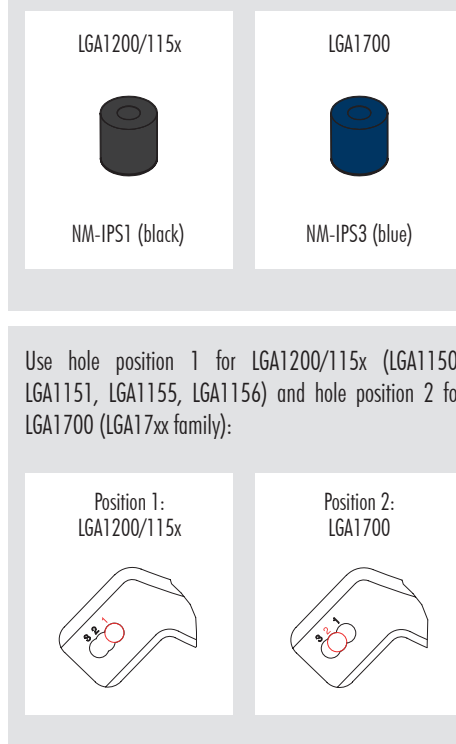 LGA1200/115x
LGA1700
NM-IPS1 (black)
NM-IPS3 (blue)
Use hole position 1 for LGA1200/115x (LGA1150
LGA1151, LGA1155, LGA1156) and hole position 2 fo
LGA1700 (LGA17xx family):
Position 1:
LGA1200/115x
Position 2:
LGA1700
3 2 1
3 2 1